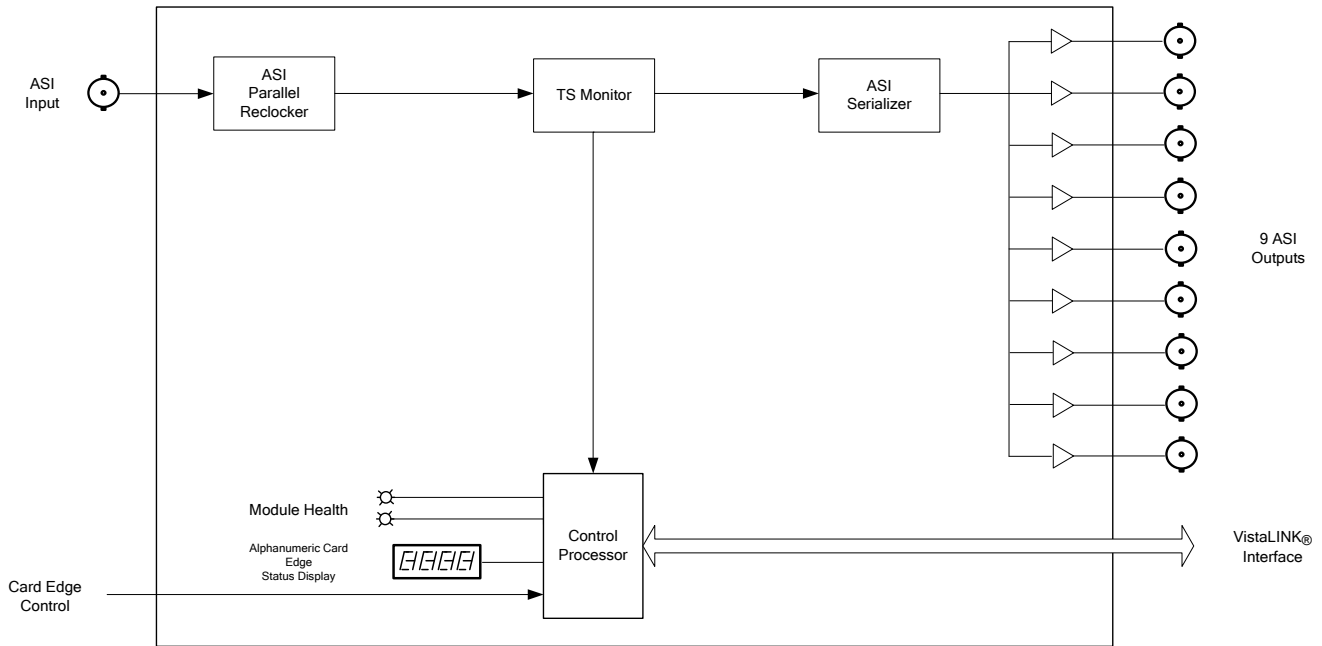 ASI
Input
ASI
Parallel
Reclocker
TS Monitor
ASI
Serializer
9 ASI
Outputs
Module Health
Alphanumeric Card
Edge
Status Display
Control
Processor
VistaLINK®
Interface
Card Edge
Control